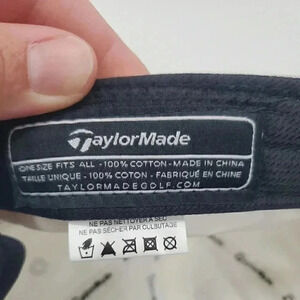 TaylorMade
ONE SIZE FITS ALL - 100% COTTON - MADE IN CHINA
TAILLE UNIQUE - 100% COTON - FABRIQUÉ EN CHINE
TAYLORMADEGOLF.COM
NE PAS NETTOYER À SEC
NE PAS SÉCHER PAR CULBUTAGE